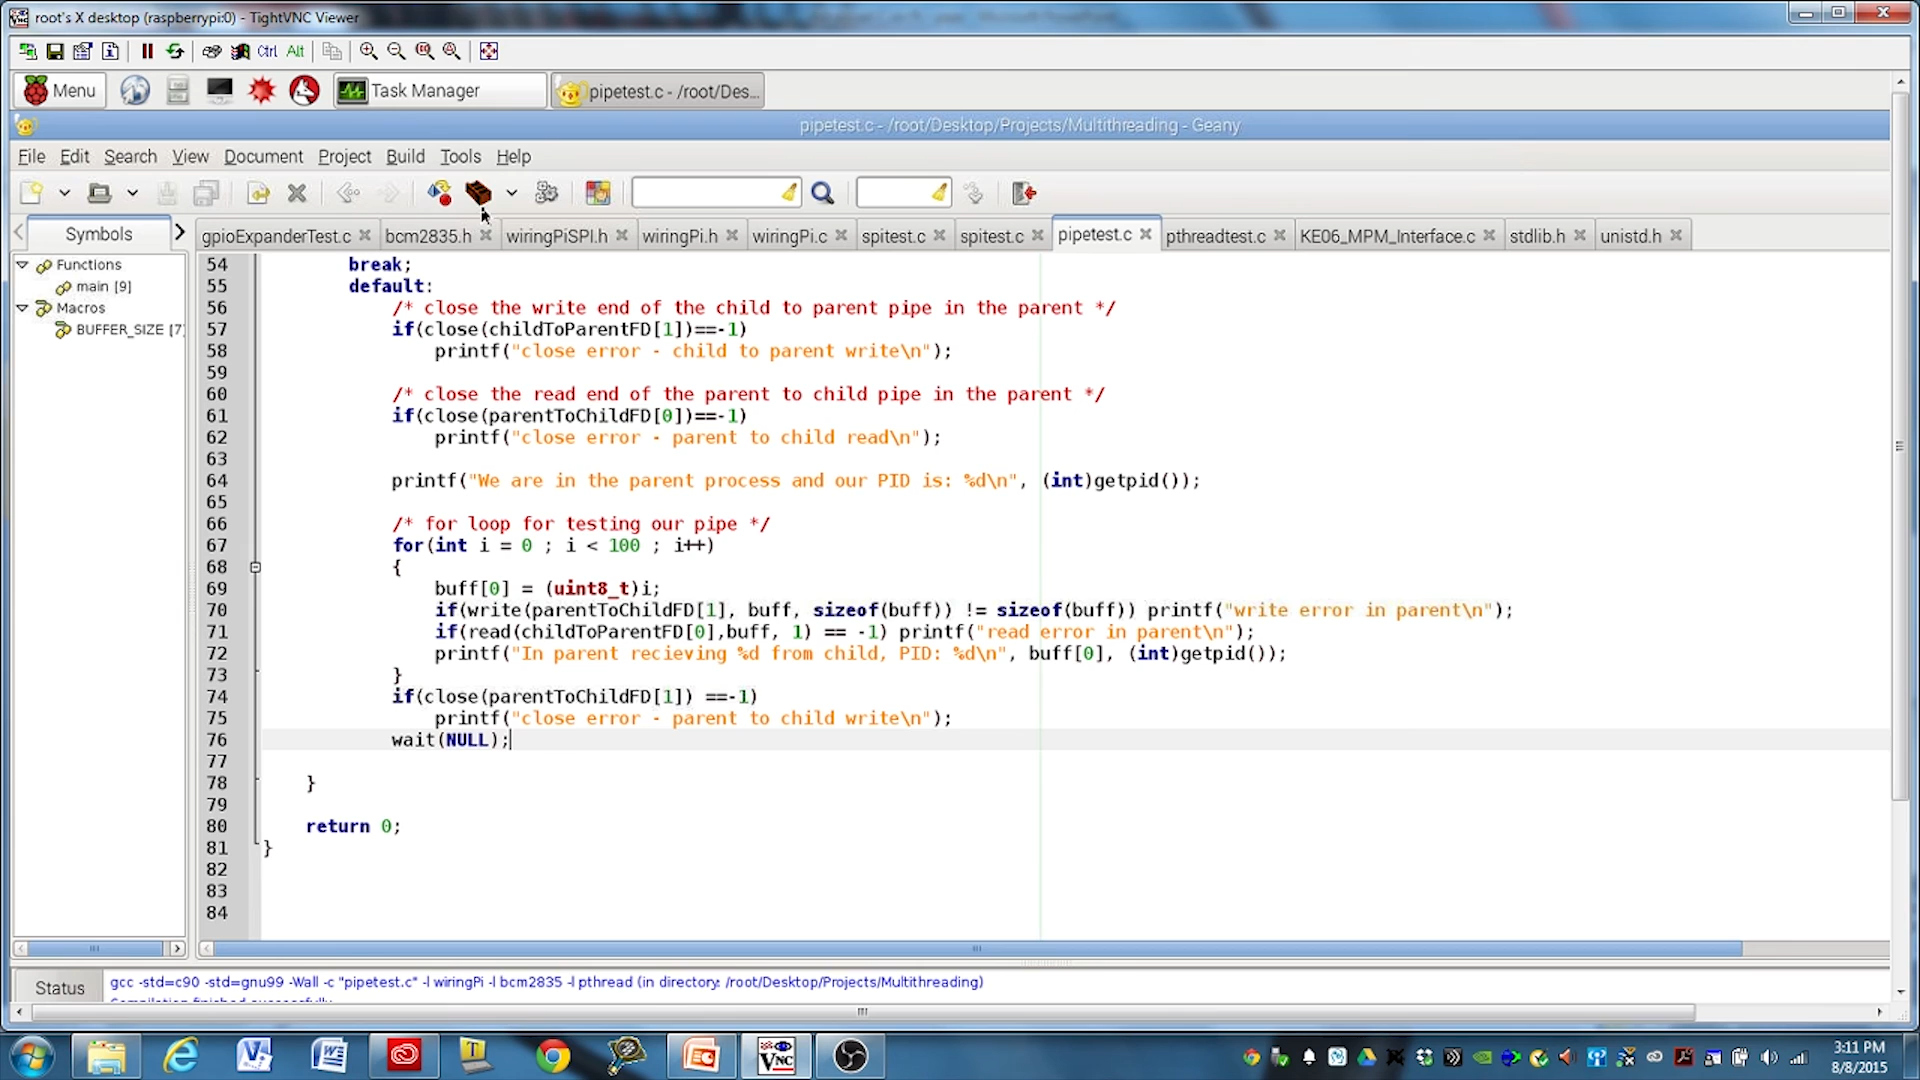 root's X desktop (raspberrypi:0) - TightVNC Viewer
Ctrl Alt
Menu Task Manager pipetest.c - /root/Des...
pipetest.c - /root/Desktop/Projects/Multithreading - Geany
File Edit Search View Document Project Build Tools Help
Symbols gpioExpanderTest.c bcm2835.h wiringPiSPI.h wiringPi.h wiringPi.c spitest.c spitest.c pipetest.c pthreadtest.c KE06_MPM_Interface.c stdlib.h unistd.h
Functions
main [9]
Macros
BUFFER_SIZE [7]
54 break;
55 default:
56 /* close the write end of the child to parent pipe in the parent */
57 if(close(childToParentFD[1])==-1)
58 printf("close error - child to parent write\n");
59
60 /* close the read end of the parent to child pipe in the parent */
61 if(close(parentToChildFD[0])==-1)
62 printf("close error - parent to child read\n");
63
64 printf("We are in the parent process and our PID is: %d\n", (int)getpid());
65
66 /* for loop for testing our pipe */
67 for(int i = 0 ; i < 100 ; i++)
68 {
69 buff[0] = (uint8_t)i;
70 if(write(parentToChildFD[1], buff, sizeof(buff)) != sizeof(buff)) printf("write error in parent\n");
71 if(read(childToParentFD[0],buff, 1) == -1) printf("read error in parent\n");
72 printf("In parent recieving %d from child, PID: %d\n", buff[0], (int)getpid());
73 }
74 if(close(parentToChildFD[1]) ==-1)
75 printf("close error - parent to child write\n");
76 wait(NULL);
77
78 }
79
80 return 0;
81 }
82
83
84
Status gcc -std=c90 -std=gnu99 -Wall -c "pipetest.c" -l wiringPi -l bcm2835 -l pthread (in directory: /root/Desktop/Projects/Multithreading)
Compilation finished successfully.
3:11 PM
8/8/2015